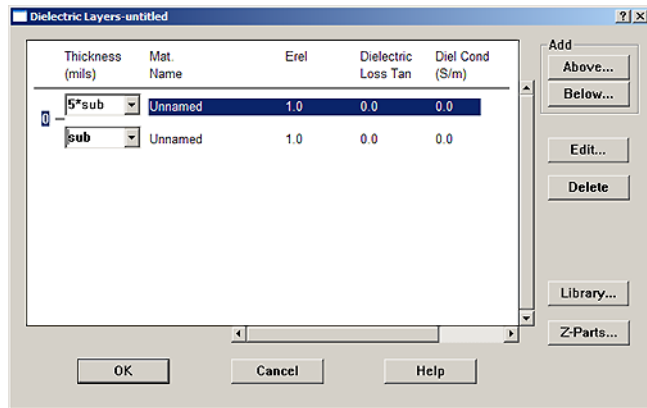 Dielectric Layers-untitled
Thickness Mat. Erel Dielectric Diel Cond
(mils) Name Loss Tan (S/m)
5*sub Unnamed 1.0 0.0 0.0
0
sub Unnamed 1.0 0.0 0.0
Add
Above...
Below...
Edit...
Delete
Library...
Z-Parts...
OK Cancel Help